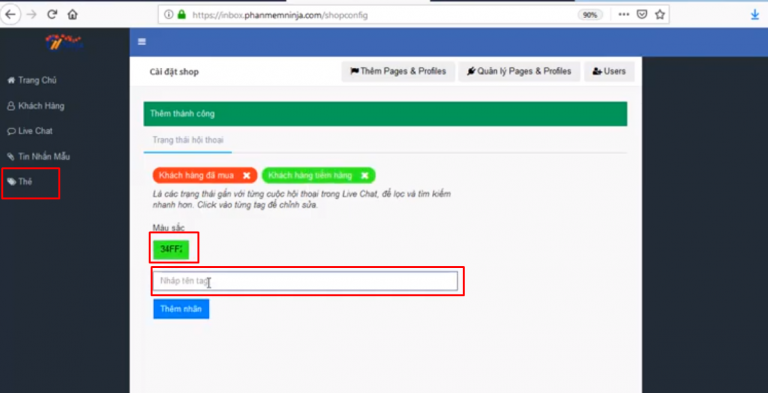 https://inbox.phanmemninja.com/shopconfig
90%
Trang Chủ
Khách Hàng
Live Chat
Tin Nhắn Mẫu
Thẻ
Cài đặt shop
Thêm Pages & Profiles
Quản lý Pages & Profiles
Users
Thêm thành công
Trạng thái hội thoại
Khách hàng đã mua
Khách hàng tiềm năng
Là các trạng thái gắn với từng cuộc hội thoại trong Live Chat, để lọc và tìm kiếm
nhanh hơn. Click vào từng tag để chỉnh sửa.
Màu sắc
34FF2
Nhập tên tag
Thêm nhãn